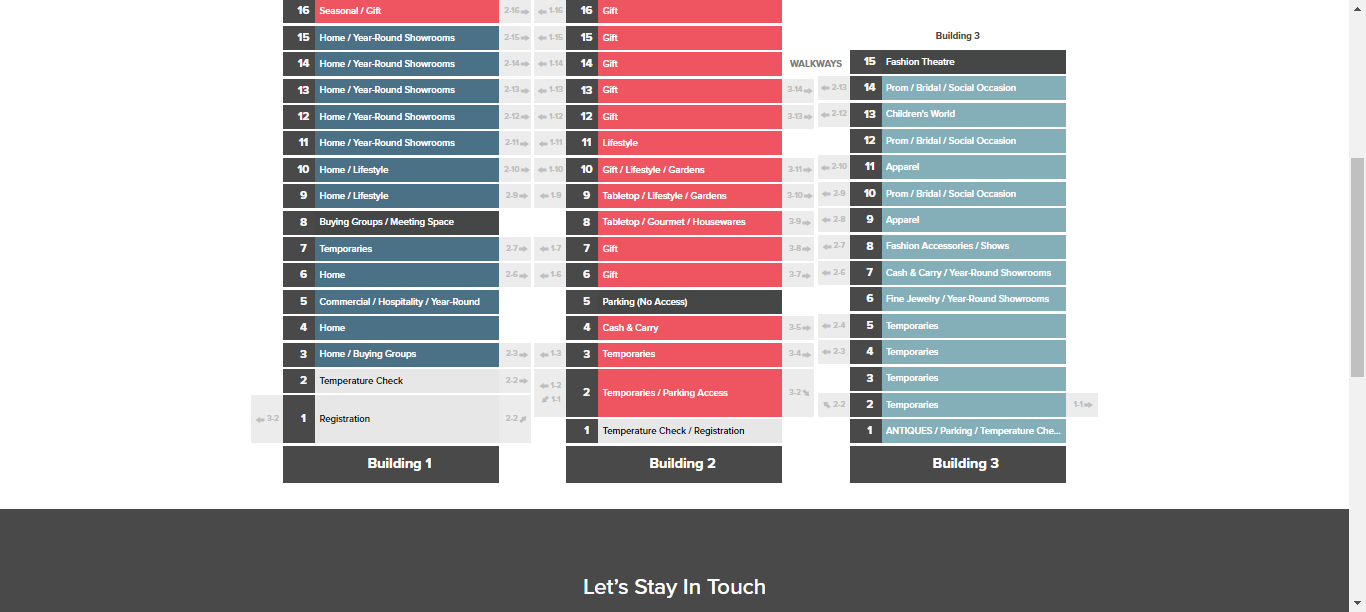 16 Seasonal / Gift 2-16 1-16 16 Gift
15 Home / Year-Round Showrooms 2-15 1-15 15 Gift
Building 3
14 Home / Year-Round Showrooms 2-14 1-14 14 Gift WALKWAYS 15 Fashion Theatre
13 Home / Year-Round Showrooms 2-13 1-13 13 Gift 3-14 2-13 14 Prom / Bridal / Social Occasion
12 Home / Year-Round Showrooms 2-12 1-12 12 Gift 3-13 2-12 13 Children's World
11 Home / Year-Round Showrooms 2-11 1-11 11 Lifestyle 12 Prom / Bridal / Social Occasion
10 Home / Lifestyle 2-10 1-10 10 Gift / Lifestyle / Gardens 3-11 2-10 11 Apparel
9 Home / Lifestyle 2-9 1-9 9 Tabletop / Lifestyle / Gardens 3-10 2-9 10 Prom / Bridal / Social Occasion
8 Buying Groups / Meeting Space 8 Tabletop / Gourmet / Housewares 3-9 2-8 9 Apparel
7 Temporaries 2-7 1-7 7 Gift 3-8 2-7 8 Fashion Accessories / Shows
6 Home 2-6 1-6 6 Gift 3-7 2-6 7 Cash & Carry / Year-Round Showrooms
5 Commercial / Hospitality / Year-Round 5 Parking (No Access) 6 Fine Jewelry / Year-Round Showrooms
4 Home 4 Cash & Carry 3-5 2-4 5 Temporaries
3 Home / Buying Groups 2-3 1-3 3 Temporaries 3-4 2-3 4 Temporaries
2 Temperature Check 2-2 1-2 3 Temporaries
1-1 2 Temporaries / Parking Access 3-2 2-2 2 Temporaries 1-1
3-2 1 Registration 2-2
1 Temperature Check / Registration 1 ANTIQUES / Parking / Temperature Che...
Building 1 Building 2 Building 3
Let's Stay In Touch